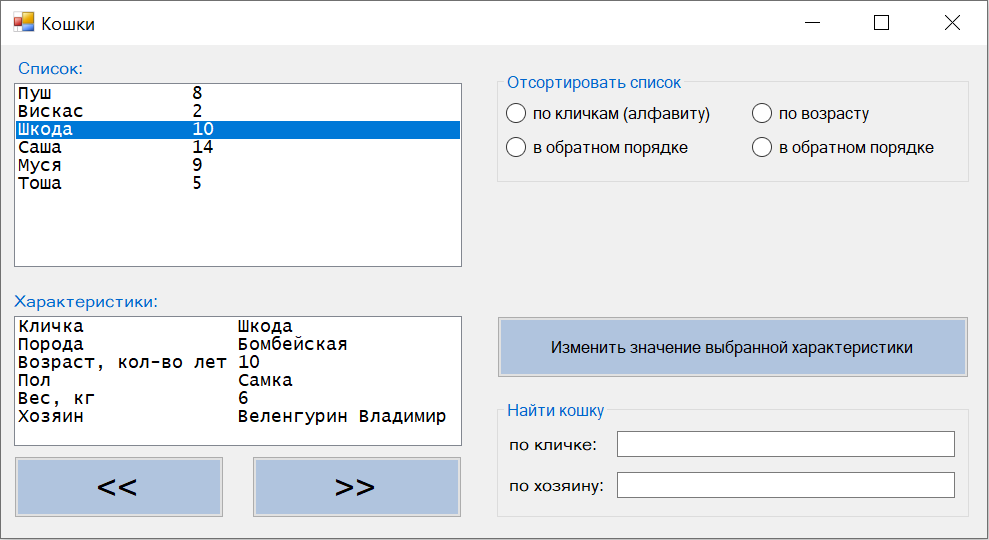 Кошки
Список:
Пуш 8
Вискас 2
Шкода 10
Саша 14
Муся 9
Тоша 5
Отсортировать список
по кличкам (алфавиту) по возрасту
в обратном порядке в обратном порядке
Характеристики:
Кличка Шкода
Порода Бомбейская
Возраст, кол-во лет 10
Пол Самка
Вес, кг 6
Хозяин Веленгурин Владимир
<< >>
Изменить значение выбранной характеристики
Найти кошку
по кличке:
по хозяину: